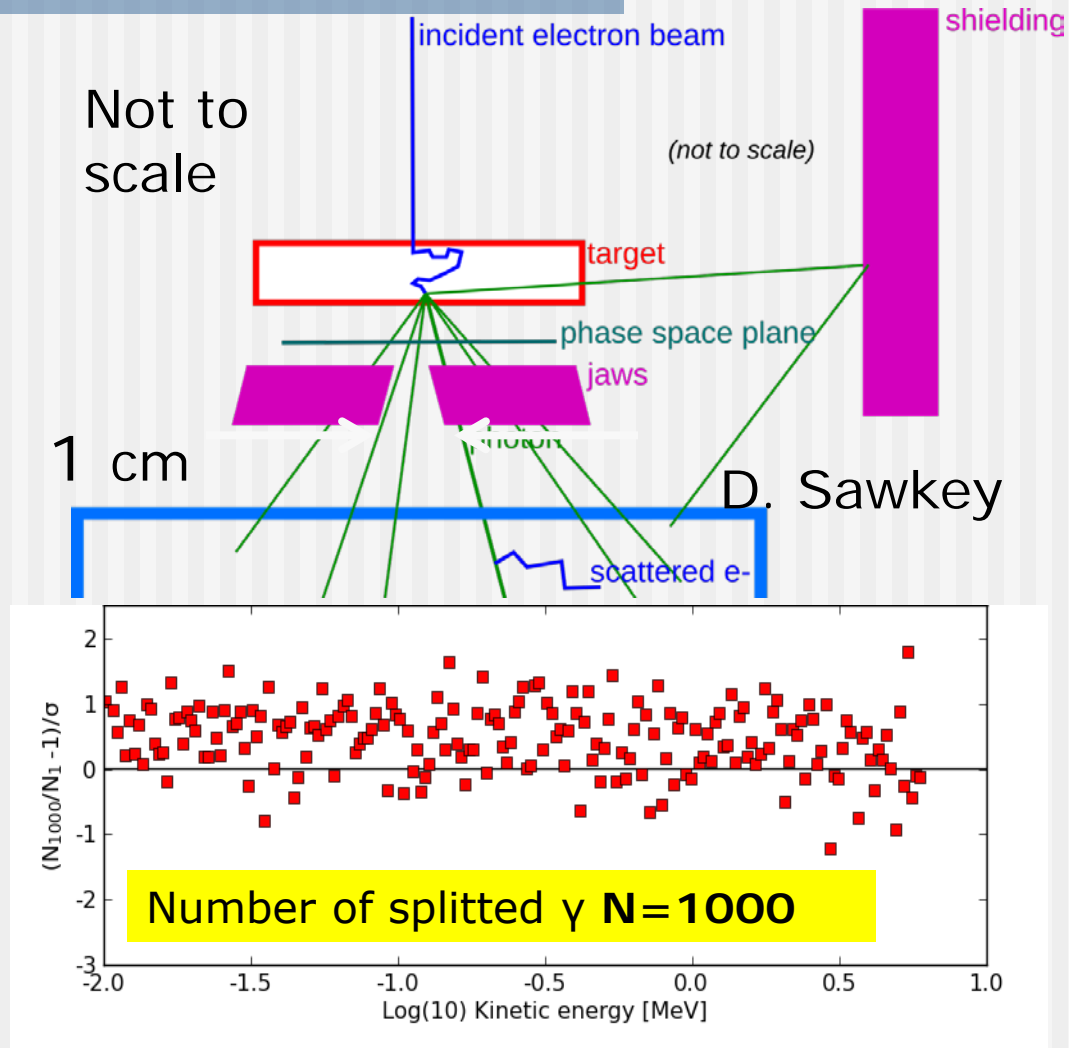 incident electron beam
shielding
Not to
scale
(not to scale)
target
phase space plane
jaws
photon
1 cm
D. Sawkey
scattered e-
2
1
0
-1
-2
-3
(N1000/N1 -1)/σ
Number of splitted γ N=1000
-2.0 -1.5 -1.0 -0.5 0.0 0.5 1.0
Log(10) Kinetic energy [MeV]